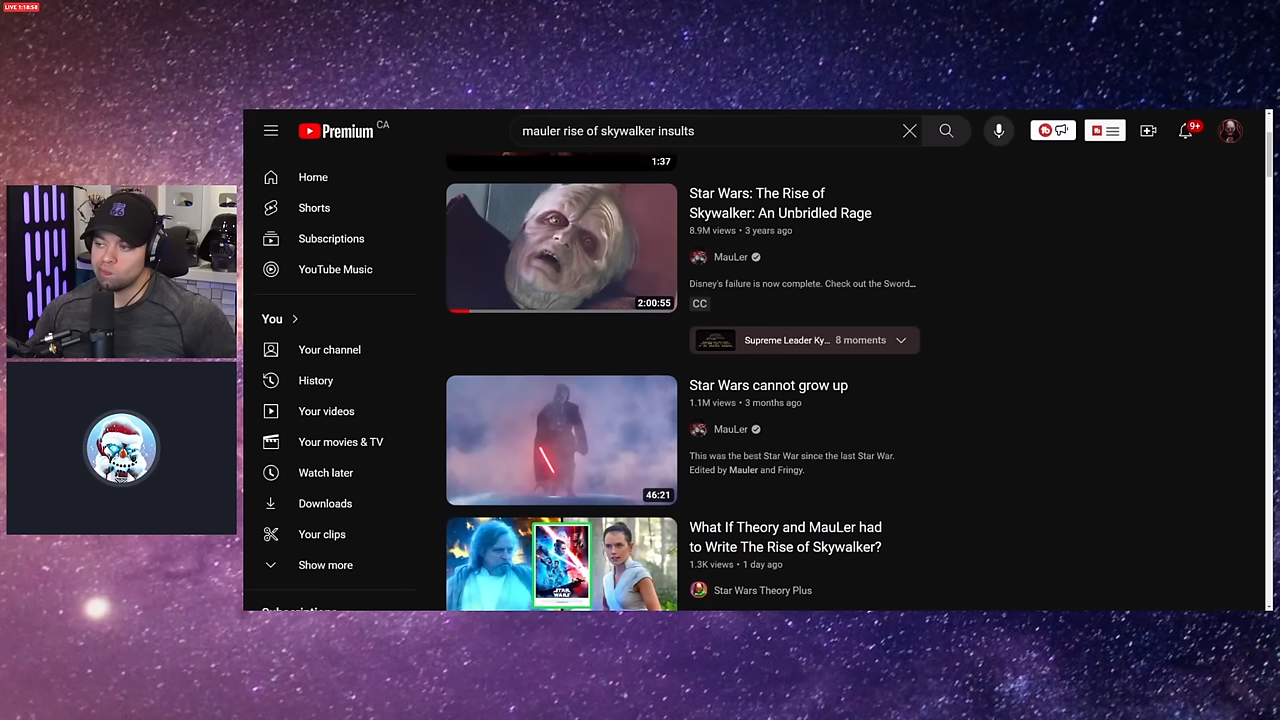 LIVE 1:18:58
Premium CA
mauler rise of skywalker insults
9+
Home
Shorts
Subscriptions
YouTube Music
You
Your channel
History
Your videos
Your movies & TV
Watch later
Downloads
Your clips
Show more
Subscriptions
1:37
2:00:55
Star Wars: The Rise of
Skywalker: An Unbridled Rage
8.9M views • 3 years ago
MauLer
Disney's failure is now complete. Check out the Sword...
CC
Supreme Leader Ky... 8 moments
46:21
Star Wars cannot grow up
1.1M views • 3 months ago
MauLer
This was the best Star War since the last Star War.
Edited by Mauler and Fringy.
STAR WARS
What If Theory and MauLer had
to Write The Rise of Skywalker?
1.3K views • 1 day ago
Star Wars Theory Plus